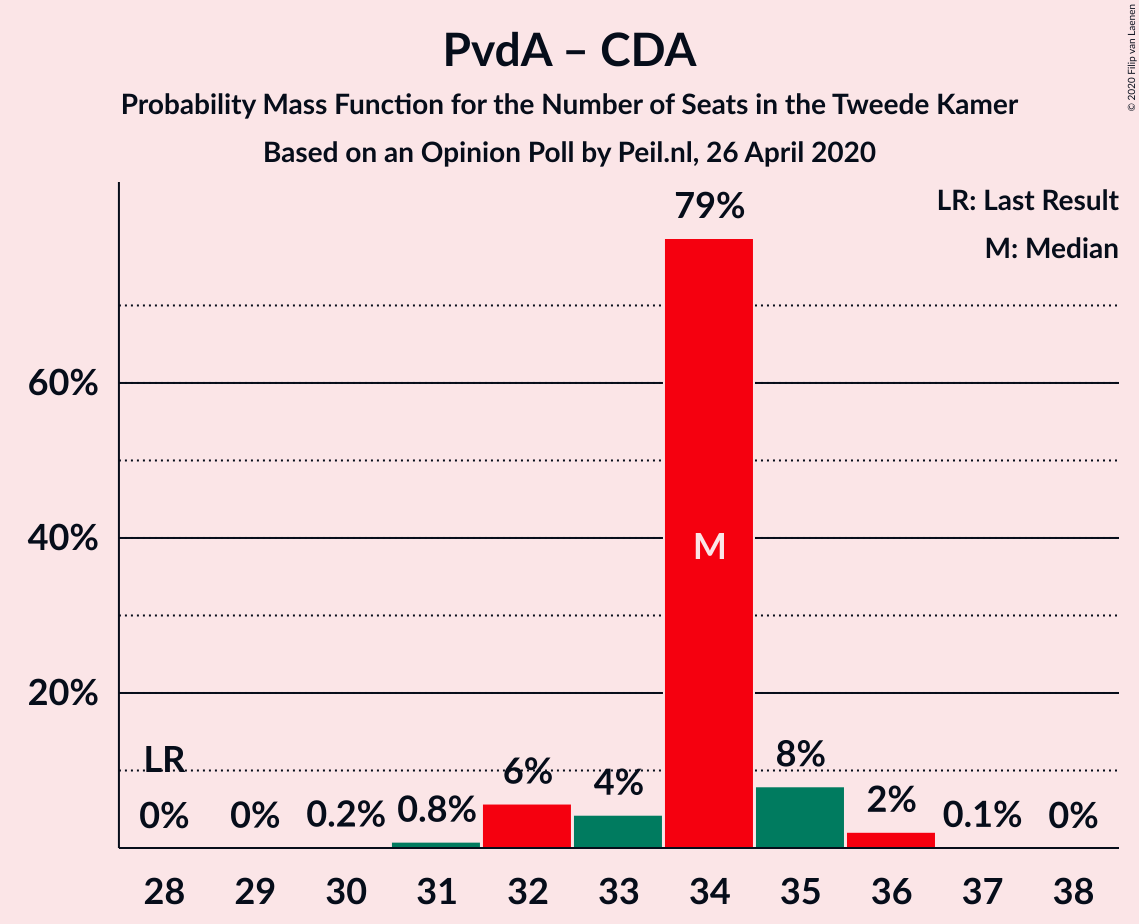 PvdA – CDA
Probability Mass Function for the Number of Seats in the Tweede Kamer
Based on an Opinion Poll by Peil.nl, 26 April 2020
© 2020 Filip van Laenen
LR: Last Result
M: Median
60%
40%
20%
LR
M
0%
0%
0.2%
0.8%
6%
4%
79%
8%
2%
0.1%
0%
28 29 30 31 32 33 34 35 36 37 38